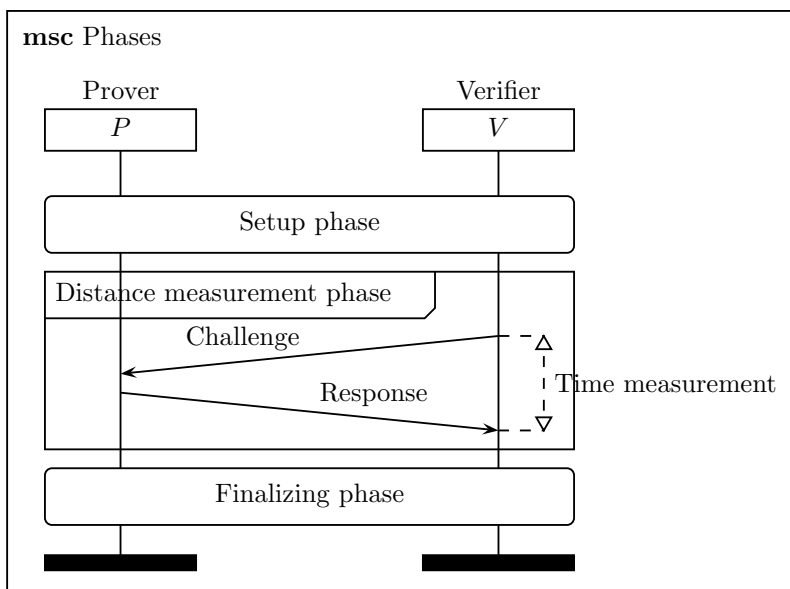 msc Phases
Prover
Verifier
P
V
Setup phase
Distance measurement phase
Challenge
Time measurement
Response
Finalizing phase